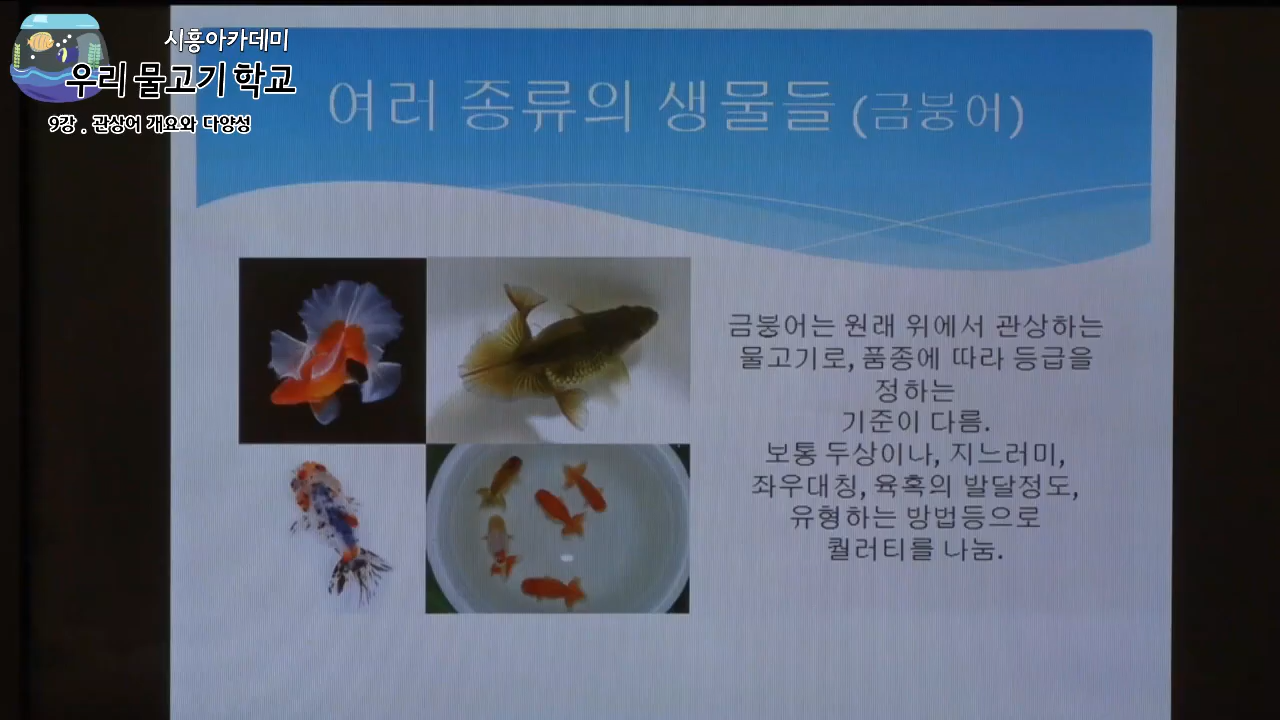 시흥아카데미
우리 물고기 학교
9강 . 관상어 개요와 다양성
여러 종류의 생물들 (금붕어)
금붕어는 원래 위에서 관상하는
물고기로, 품종에 따라 등급을
정하는
기준이 다름.
보통 두상이나, 지느러미,
좌우대칭, 육혹의 발달정도,
유형하는 방법등으로
퀄러티를 나눔.